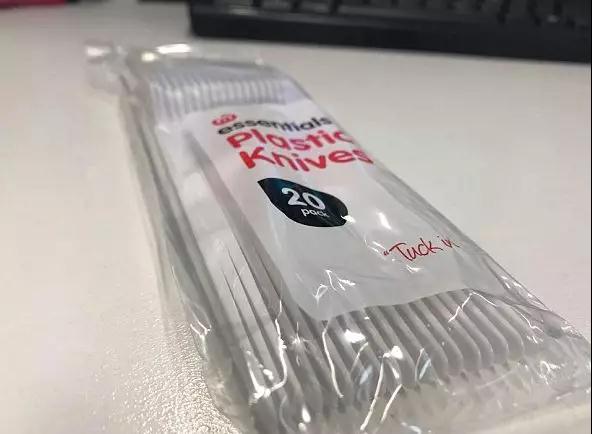 m
essentials
Plastic
Knives
20
pack
"Tuck in